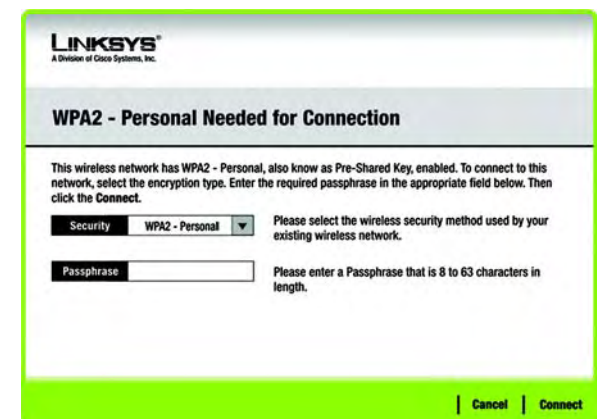 LINKSYS®
A Division of Cisco Systems, Inc.
WPA2 - Personal Needed for Connection
This wireless network has WPA2 - Personal, also know as Pre-Shared Key, enabled. To connect to this
network, select the encryption type. Enter the required passphrase in the appropriate field below. Then
click the Connect.
Security WPA2 - Personal Please select the wireless security method used by your
existing wireless network.
Passphrase Please enter a Passphrase that is 8 to 63 characters in
length.
Cancel Connect